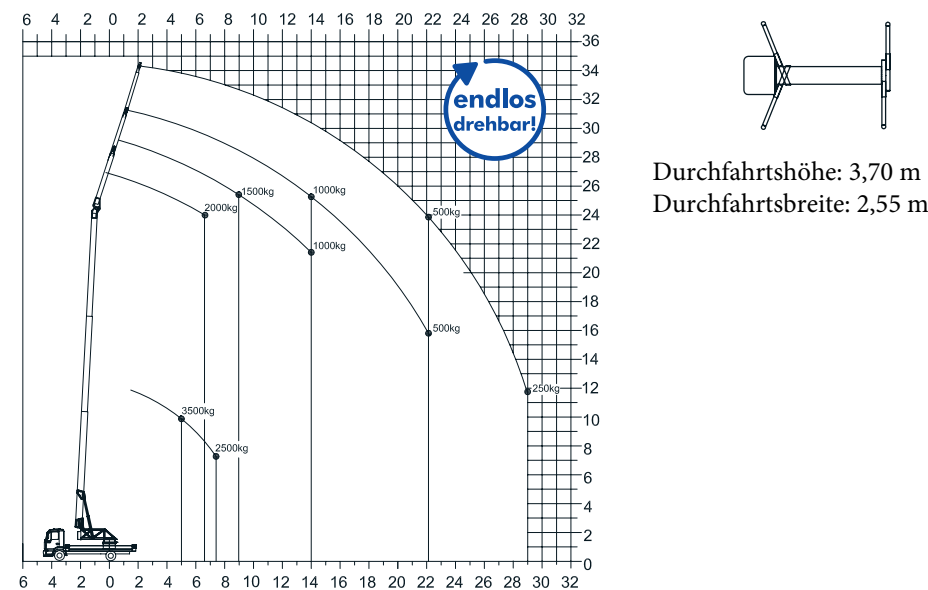 6 4 2 0 2 4 6 8 10 12 14 16 18 20 22 24 26 28 30 32
36
34
32
30
28
26
24
22
20
18
16
14
12
10
8
6
4
2
0
endlos
drehbar!
1500kg
1000kg
2000kg
500kg
1000kg
500kg
250kg
3500kg
2500kg
6 4 2 0 2 4 6 8 10 12 14 16 18 20 22 24 26 28 30 32
Durchfahrtshöhe: 3,70 m
Durchfahrtsbreite: 2,55 m